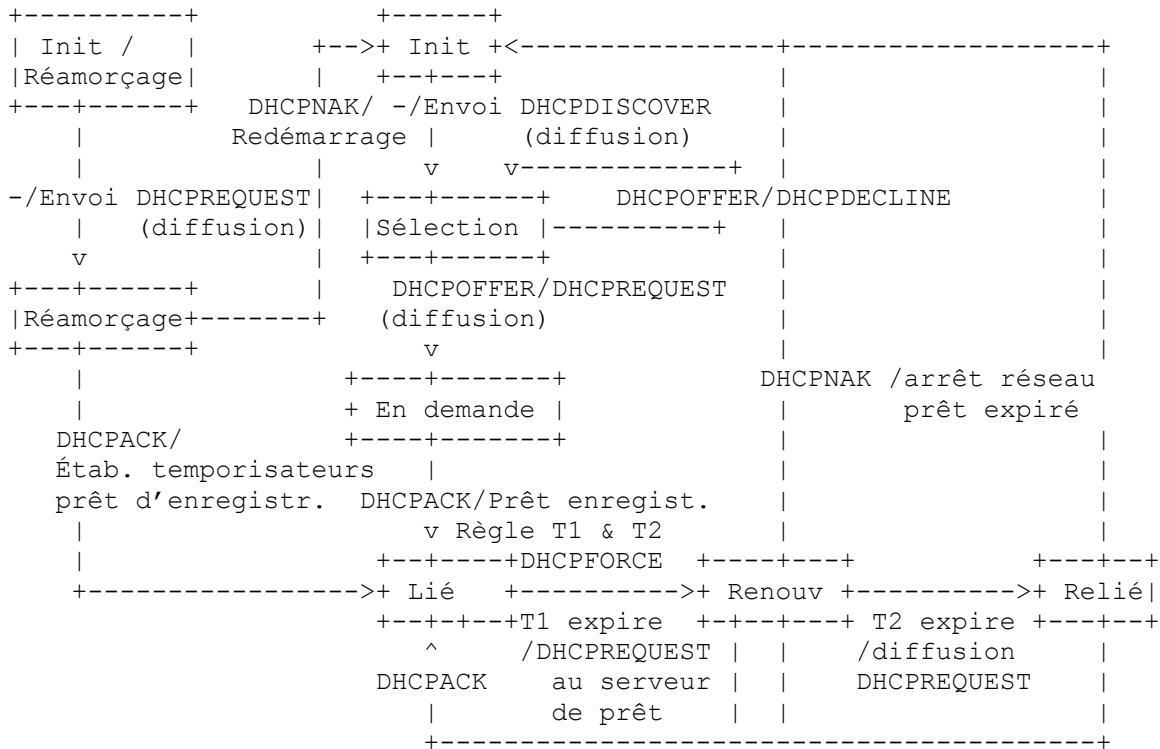 Init / Init
Réamorçage
DHCPNAK/ -/Envoi DHCPDISCOVER
Redémarrage (diffusion)
-/Envoi DHCPREQUEST DHCPOFFER/DHCPDECLINE
(diffusion) Sélection
DHCPOFFER/DHCPREQUEST
Réamorçage (diffusion)
DHCPNAK /arrêt réseau
En demande prêt expiré
DHCPACK/
Étab. temporisateurs
prêt d'enregistr. DHCPACK/Prêt enregist.
Règle T1 & T2
DHCPFORCE
Lié Renouv Relié
T1 expire T2 expire
/DHCPREQUEST /diffusion
DHCPACK au serveur DHCPREQUEST
de prêt